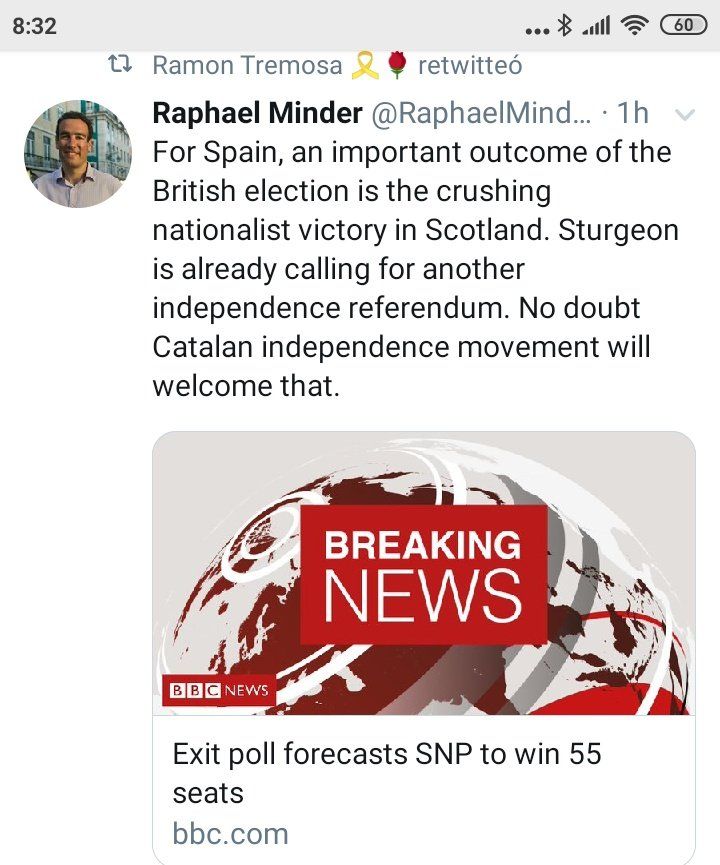 8:32
60
Ramon Tremosa 🎗🌹 retwitteó
Raphael Minder @RaphaelMind... · 1h
For Spain, an important outcome of the
British election is the crushing
nationalist victory in Scotland. Sturgeon
is already calling for another
independence referendum. No doubt
Catalan independence movement will
welcome that.
BREAKING
NEWS
BBC NEWS
Exit poll forecasts SNP to win 55
seats
bbc.com